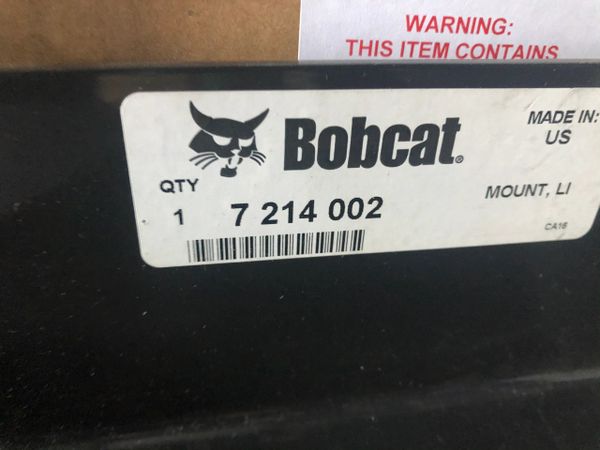 WARNING:
THIS ITEM CONTAINS
Bobcat.
MADE IN:
US
QTY
1
7 214 002
MOUNT, LI
CA16